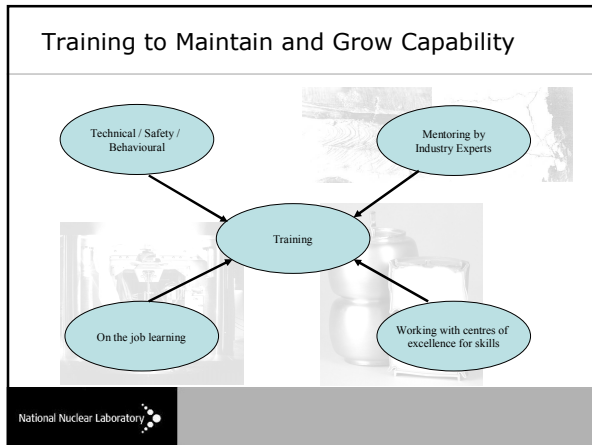 Training to Maintain and Grow Capability
Technical / Safety /
Behavioural
Mentoring by
Industry Experts
Training
On the job learning
Working with centres of
excellence for skills
National Nuclear Laboratory